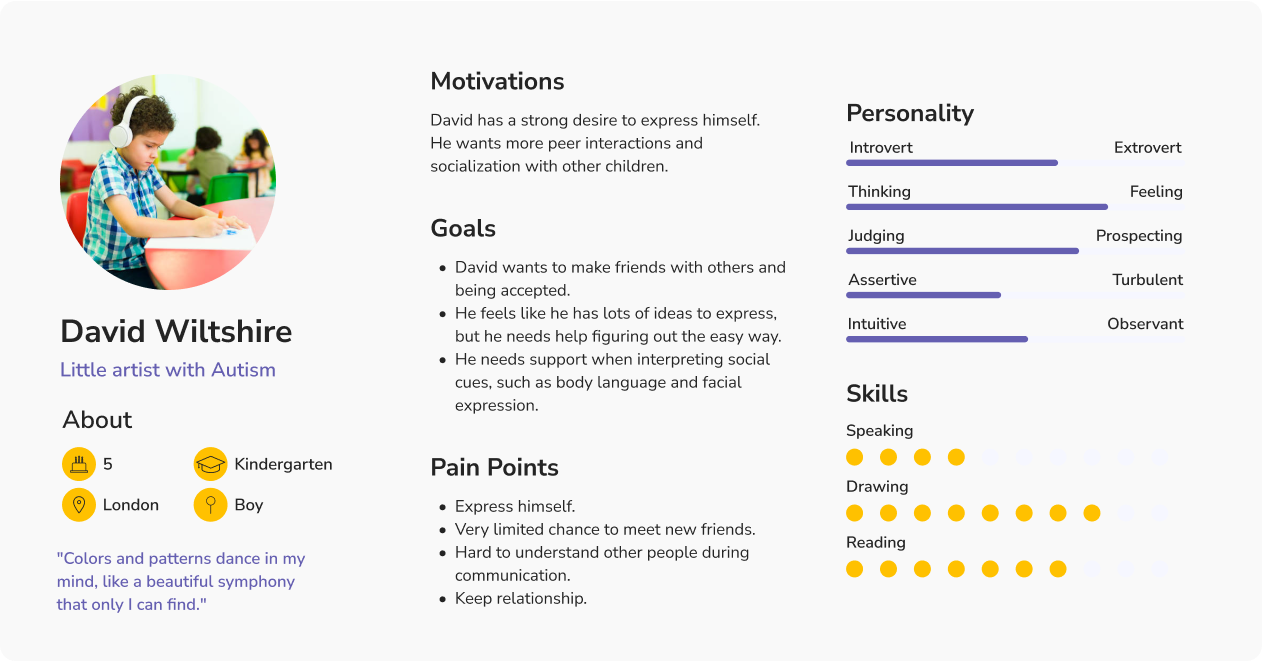 David Wiltshire
Little artist with Autism
About
5
Kindergarten
London
Boy
"Colors and patterns dance in my
mind, like a beautiful symphony
that only I can find."
Motivations
David has a strong desire to express himself.
He wants more peer interactions and
socialization with other children.
Goals
• David wants to make friends with others and
being accepted.
• He feels like he has lots of ideas to express,
but he needs help figuring out the easy way.
• He needs support when interpreting social
cues, such as body language and facial
expression.
Pain Points
• Express himself.
• Very limited chance to meet new friends.
• Hard to understand other people during
communication.
• Keep relationship.
Personality
Introvert Extrovert
Thinking Feeling
Judging Prospecting
Assertive Turbulent
Intuitive Observant
Skills
Speaking
Drawing
Reading